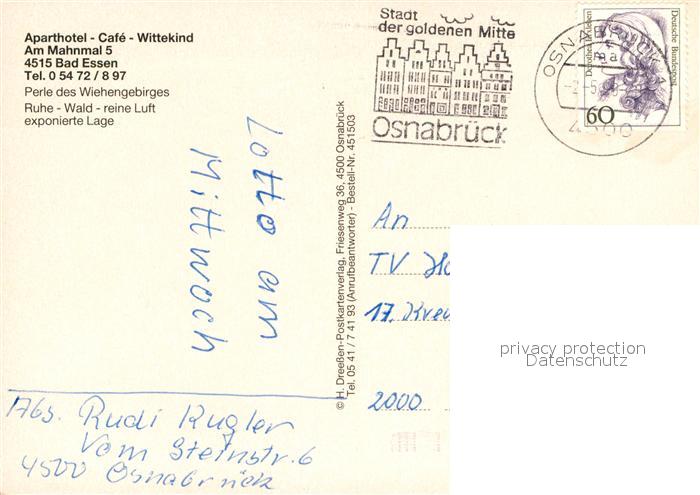 Aparthotel - Café - Wittekind
Am Mahnmal 5
4515 Bad Essen
Tel. 0 54 72 / 8 97
Perle des Wiehengebirges
Ruhe - Wald - reine Luft
exponierte Lage
Stadt
der goldenen Mitte
Osnabrück
OSNABRÜCK 1
4500
Deutsche Bundespost
60
Lotto am
Mittwoch
© H. Dreeßen-Postkartenverlag, Friesenweg 36, 4500 Osnabrück
Tel. 05 41 / 7 41 93 (Anrufbeantworter) - Bestell-Nr. 451503
An
TV
17.
2000
privacy protection
Datenschutz
Abs. Rudi Kugler
Vom Steinstr. 6
4500 Osnabrück